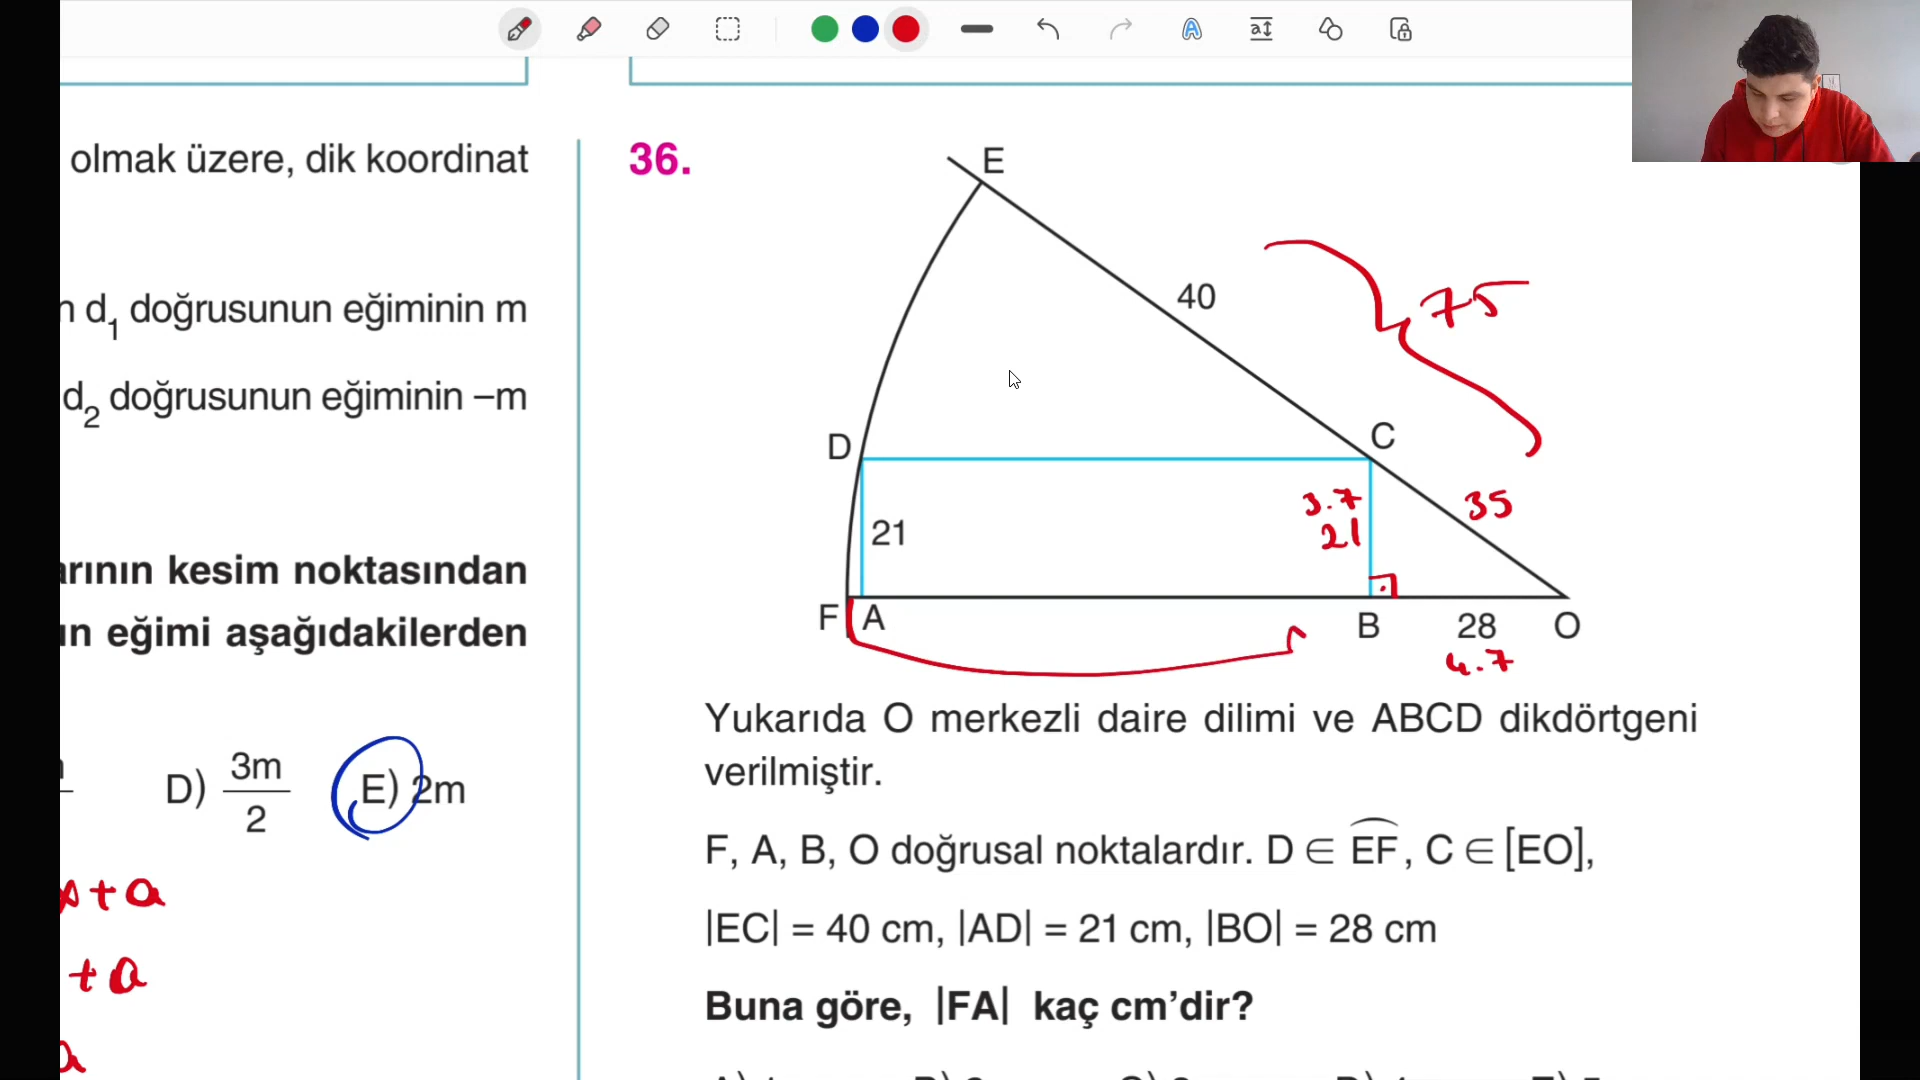 olmak üzere, dik koordinat
d1 doğrusunun eğiminin m
d2 doğrusunun eğiminin –m
kesim noktasından
eğimi aşağıdakilerden
D) 3m/2 E) 2m
+a
+a
a
36.
E
40
75
D
C
21
3.7
21
35
F A B 28 O
4.7
Yukarıda O merkezli daire dilimi ve ABCD dikdörtgeni
verilmiştir.
F, A, B, O doğrusal noktalardır. D ∈ EF, C ∈ [EO],
|EC| = 40 cm, |AD| = 21 cm, |BO| = 28 cm
Buna göre, |FA| kaç cm’dir?